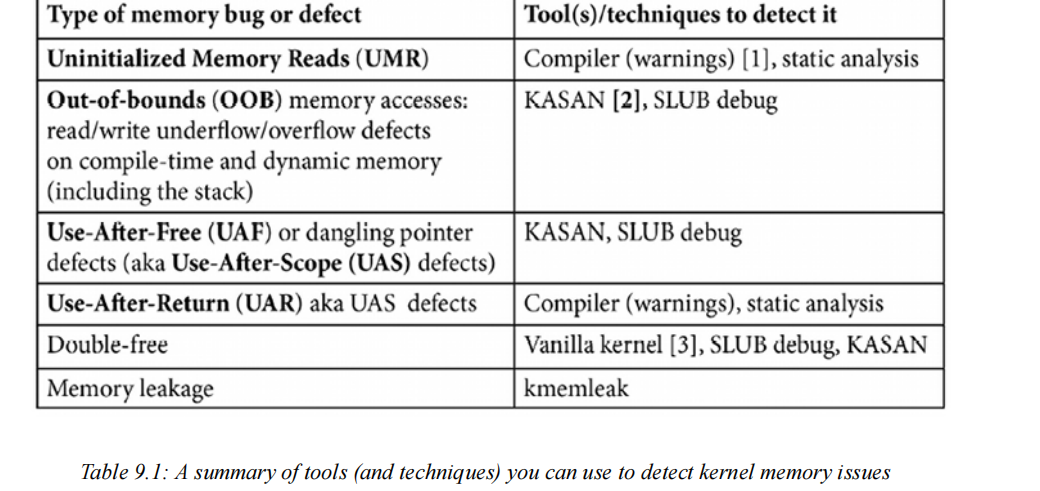 Type of memory bug or defect
Tool(s)/techniques to detect it
Uninitialized Memory Reads (UMR)
Compiler (warnings) [1], static analysis
Out-of-bounds (OOB) memory accesses:
read/write underflow/overflow defects
on compile-time and dynamic memory
(including the stack)
KASAN [2], SLUB debug
Use-After-Free (UAF) or dangling pointer
defects (aka Use-After-Scope (UAS) defects)
KASAN, SLUB debug
Use-After-Return (UAR) aka UAS defects
Compiler (warnings), static analysis
Double-free
Vanilla kernel [3], SLUB debug, KASAN
Memory leakage
kmemleak
Table 9.1: A summary of tools (and techniques) you can use to detect kernel memory issues